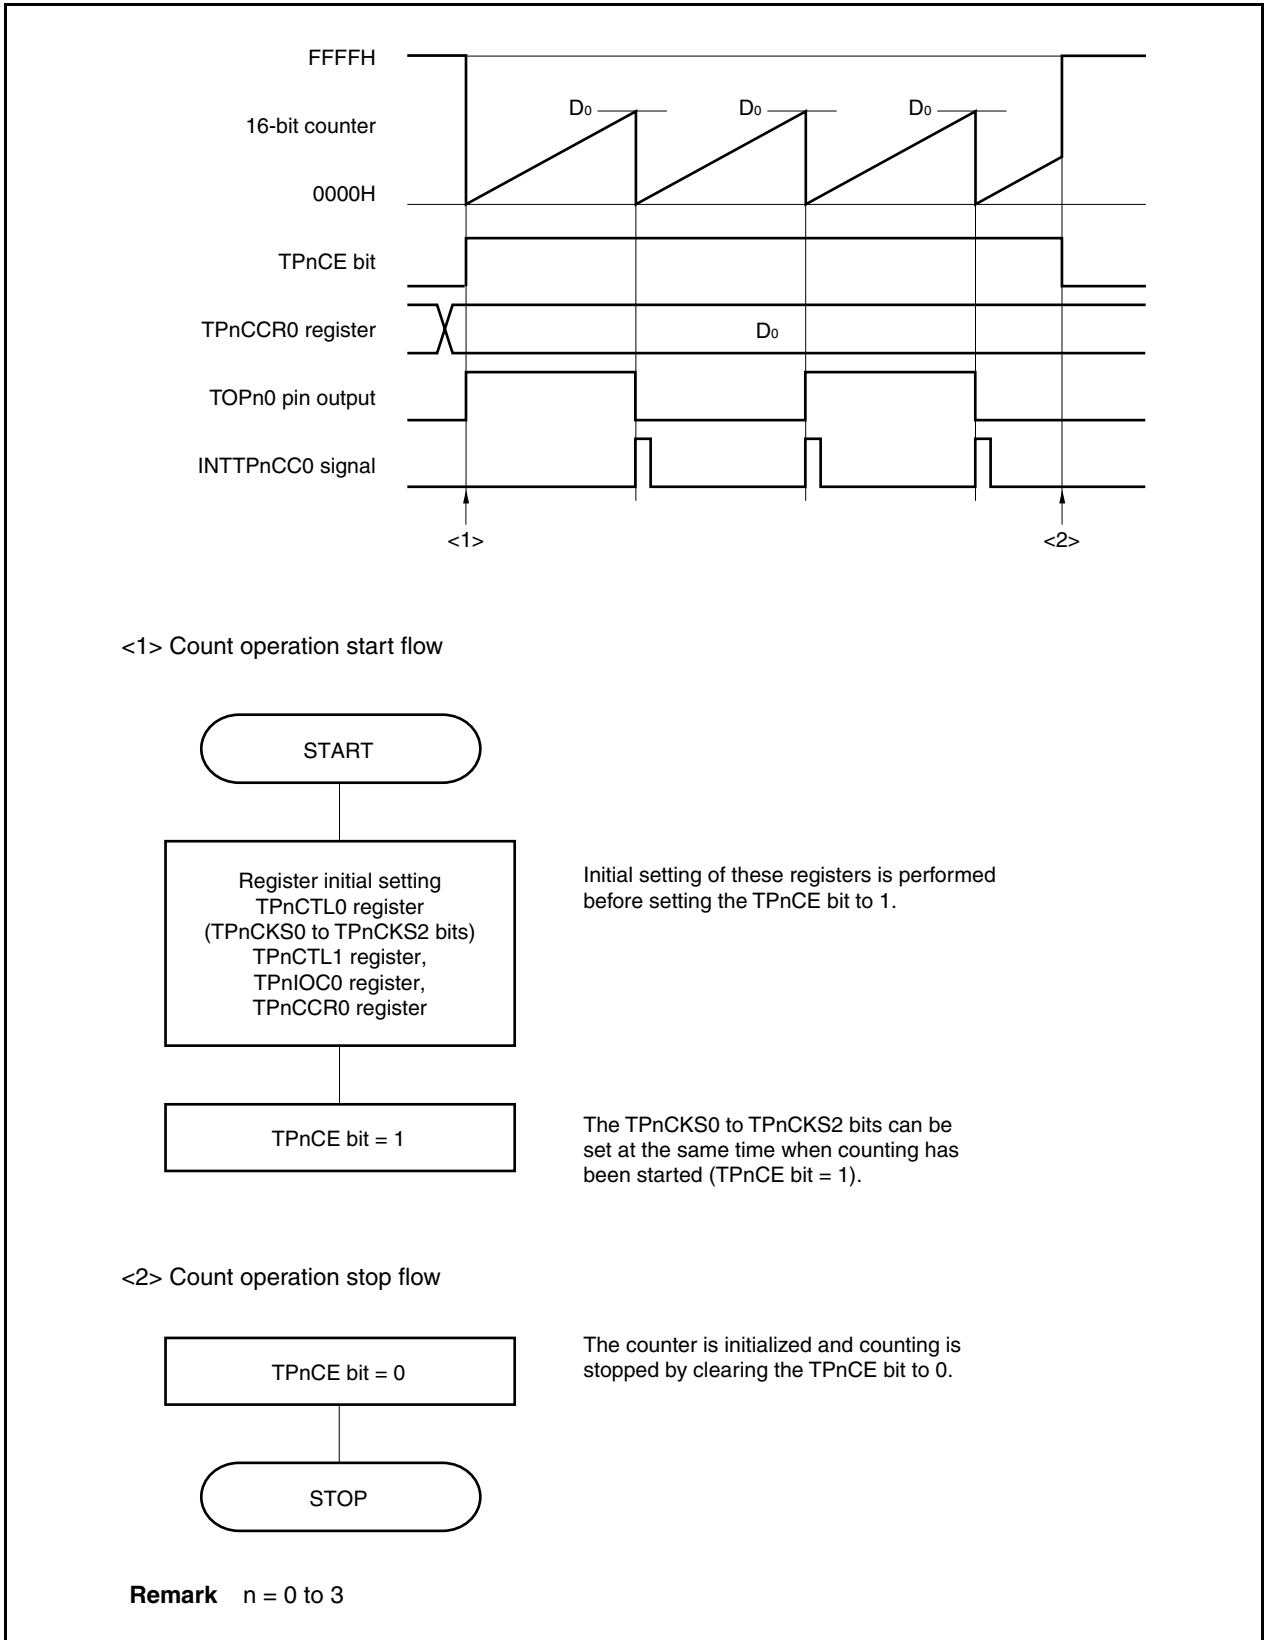 FFFFH
D0 D0 D0
16-bit counter
0000H
TPnCE bit
TPnCCR0 register D0
TOPn0 pin output
INTTPnCC0 signal
<1> <2>
<1> Count operation start flow
START
Register initial setting
TPnCTL0 register
(TPnCKS0 to TPnCKS2 bits)
TPnCTL1 register,
TPnIOC0 register,
TPnCCR0 register
Initial setting of these registers is performed
before setting the TPnCE bit to 1.
TPnCE bit = 1
The TPnCKS0 to TPnCKS2 bits can be
set at the same time when counting has
been started (TPnCE bit = 1).
<2> Count operation stop flow
TPnCE bit = 0
The counter is initialized and counting is
stopped by clearing the TPnCE bit to 0.
STOP
Remark n = 0 to 3